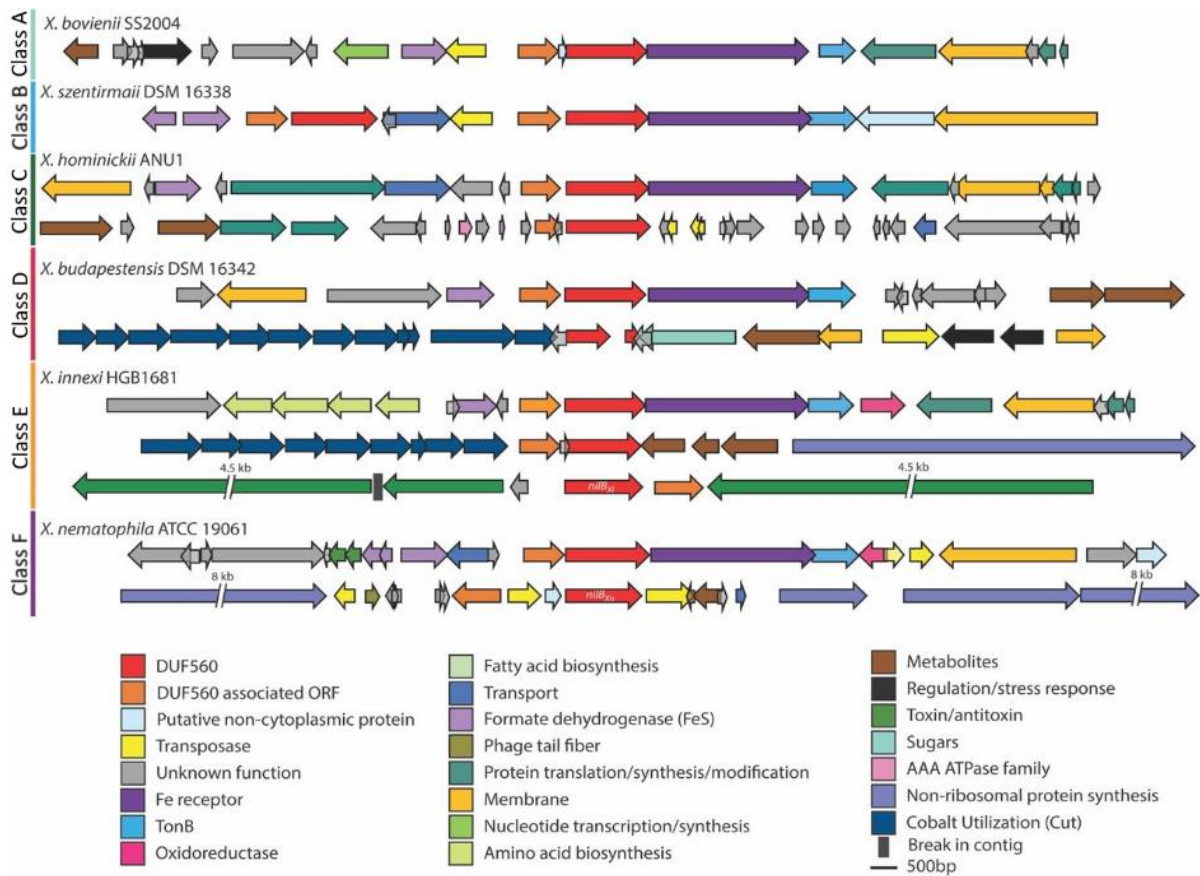 Class A
X. bovienii SS2004
Class B
X. szentirmaii DSM 16338
Class C
X. hominickii ANU1
Class D
X. budapestensis DSM 16342
Class E
X. innexi HGB1681
4.5 kb
nilB Xi
4.5 kb
Class F
X. nematophila ATCC 19061
8 kb
nilB Xn
8 kb
DUF560
DUF560 associated ORF
Putative non-cytoplasmic protein
Transposase
Unknown function
Fe receptor
TonB
Oxidoreductase
Fatty acid biosynthesis
Transport
Formate dehydrogenase (FeS)
Phage tail fiber
Protein translation/synthesis/modification
Membrane
Nucleotide transcription/synthesis
Amino acid biosynthesis
Metabolites
Regulation/stress response
Toxin/antitoxin
Sugars
AAA ATPase family
Non-ribosomal protein synthesis
Cobalt Utilization (Cut)
Break in contig
500bp